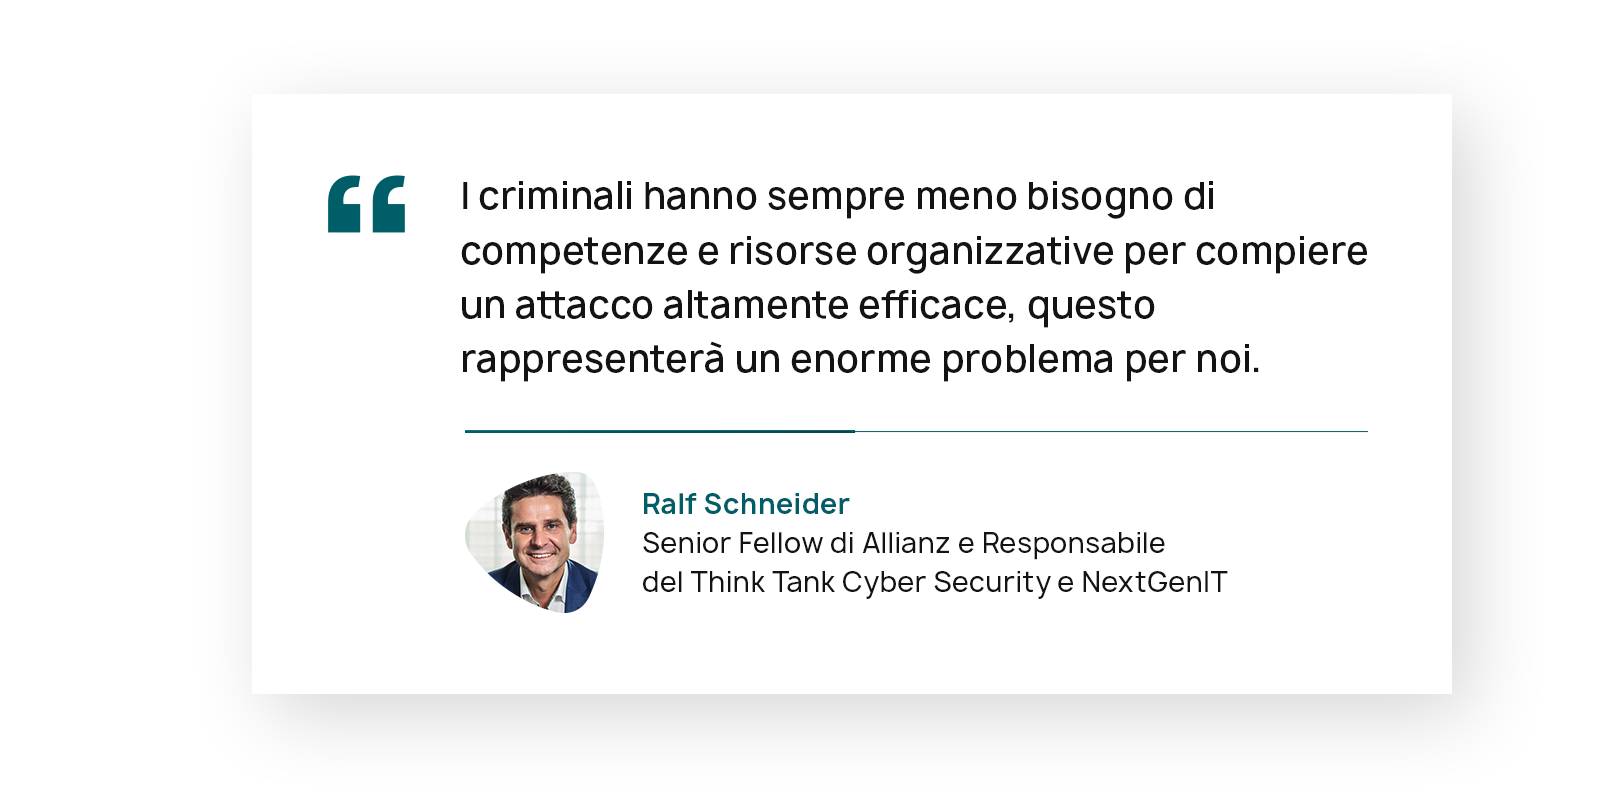 “
I criminali hanno sempre meno bisogno di
competenze e risorse organizzative per compiere
un attacco altamente efficace, questo
rappresenterà un enorme problema per noi.
Ralf Schneider
Senior Fellow di Allianz e Responsabile
del Think Tank Cyber Security e NextGenIT